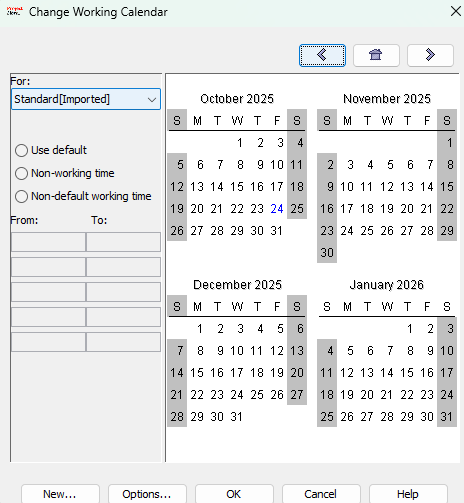 Change Working Calendar
For:
Standard[Imported]
Use default
Non-working time
Non-default working time
From: To:
October 2025
S M T W T F S
1 2 3 4
5 6 7 8 9 10 11
12 13 14 15 16 17 18
19 20 21 22 23 24 25
26 27 28 29 30 31
November 2025
S M T W T F S
1
2 3 4 5 6 7 8
9 10 11 12 13 14 15
16 17 18 19 20 21 22
23 24 25 26 27 28 29
30
December 2025
S M T W T F S
1 2 3 4 5 6
7 8 9 10 11 12 13
14 15 16 17 18 19 20
21 22 23 24 25 26 27
28 29 30 31
January 2026
S M T W T F S
1 2 3
4 5 6 7 8 9 10
11 12 13 14 15 16 17
18 19 20 21 22 23 24
25 26 27 28 29 30 31
New... Options... OK Cancel Help